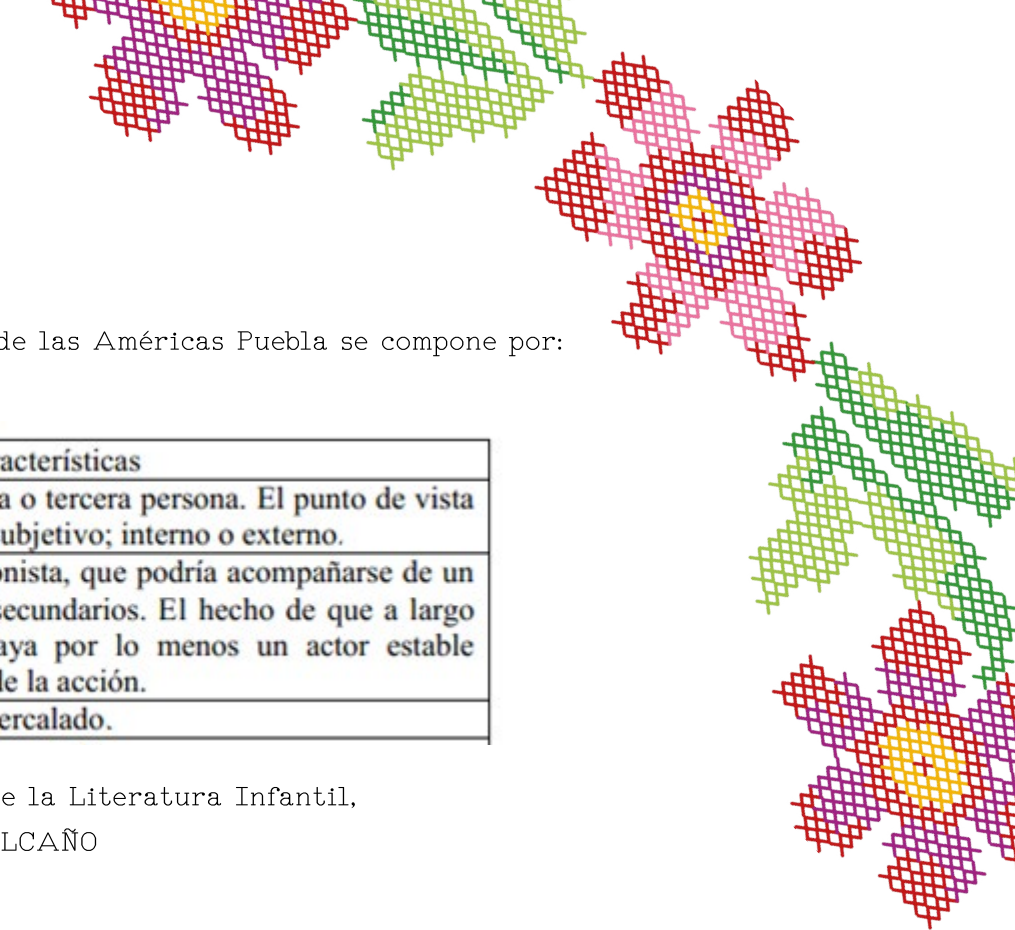 de las Américas Puebla se compone por:
acterísticas
a o tercera persona. El punto de vista
ubjetivo; interno o externo.
onista, que podría acompañarse de un
secundarios. El hecho de que a largo
aya por lo menos un actor estable
de la acción.
ercalado.
e la Literatura Infantil,
LCAÑO